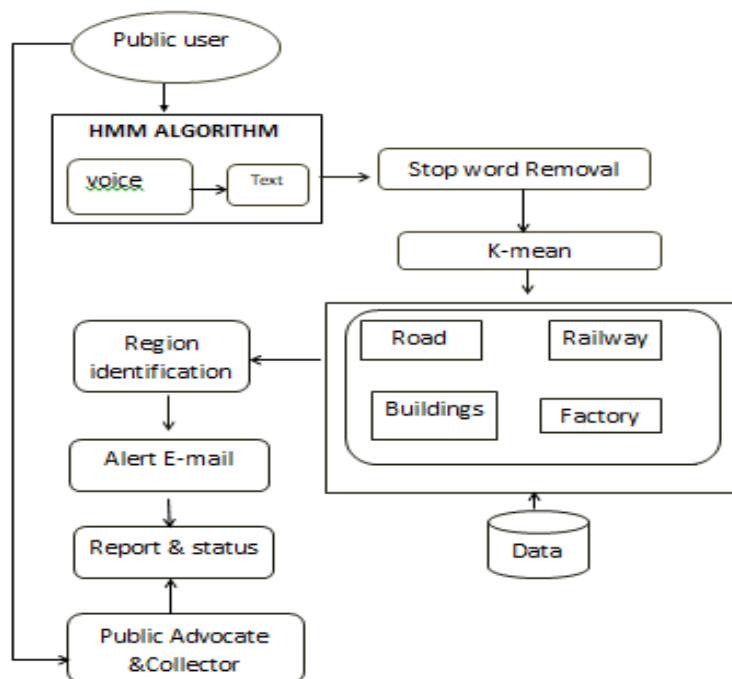 Public user
HMM ALGORITHM
voice
Text
Stop word Removal
K-mean
Road
Railway
Buildings
Factory
Region
identification
Alert E-mail
Report & status
Data
Public Advocate
&Collector